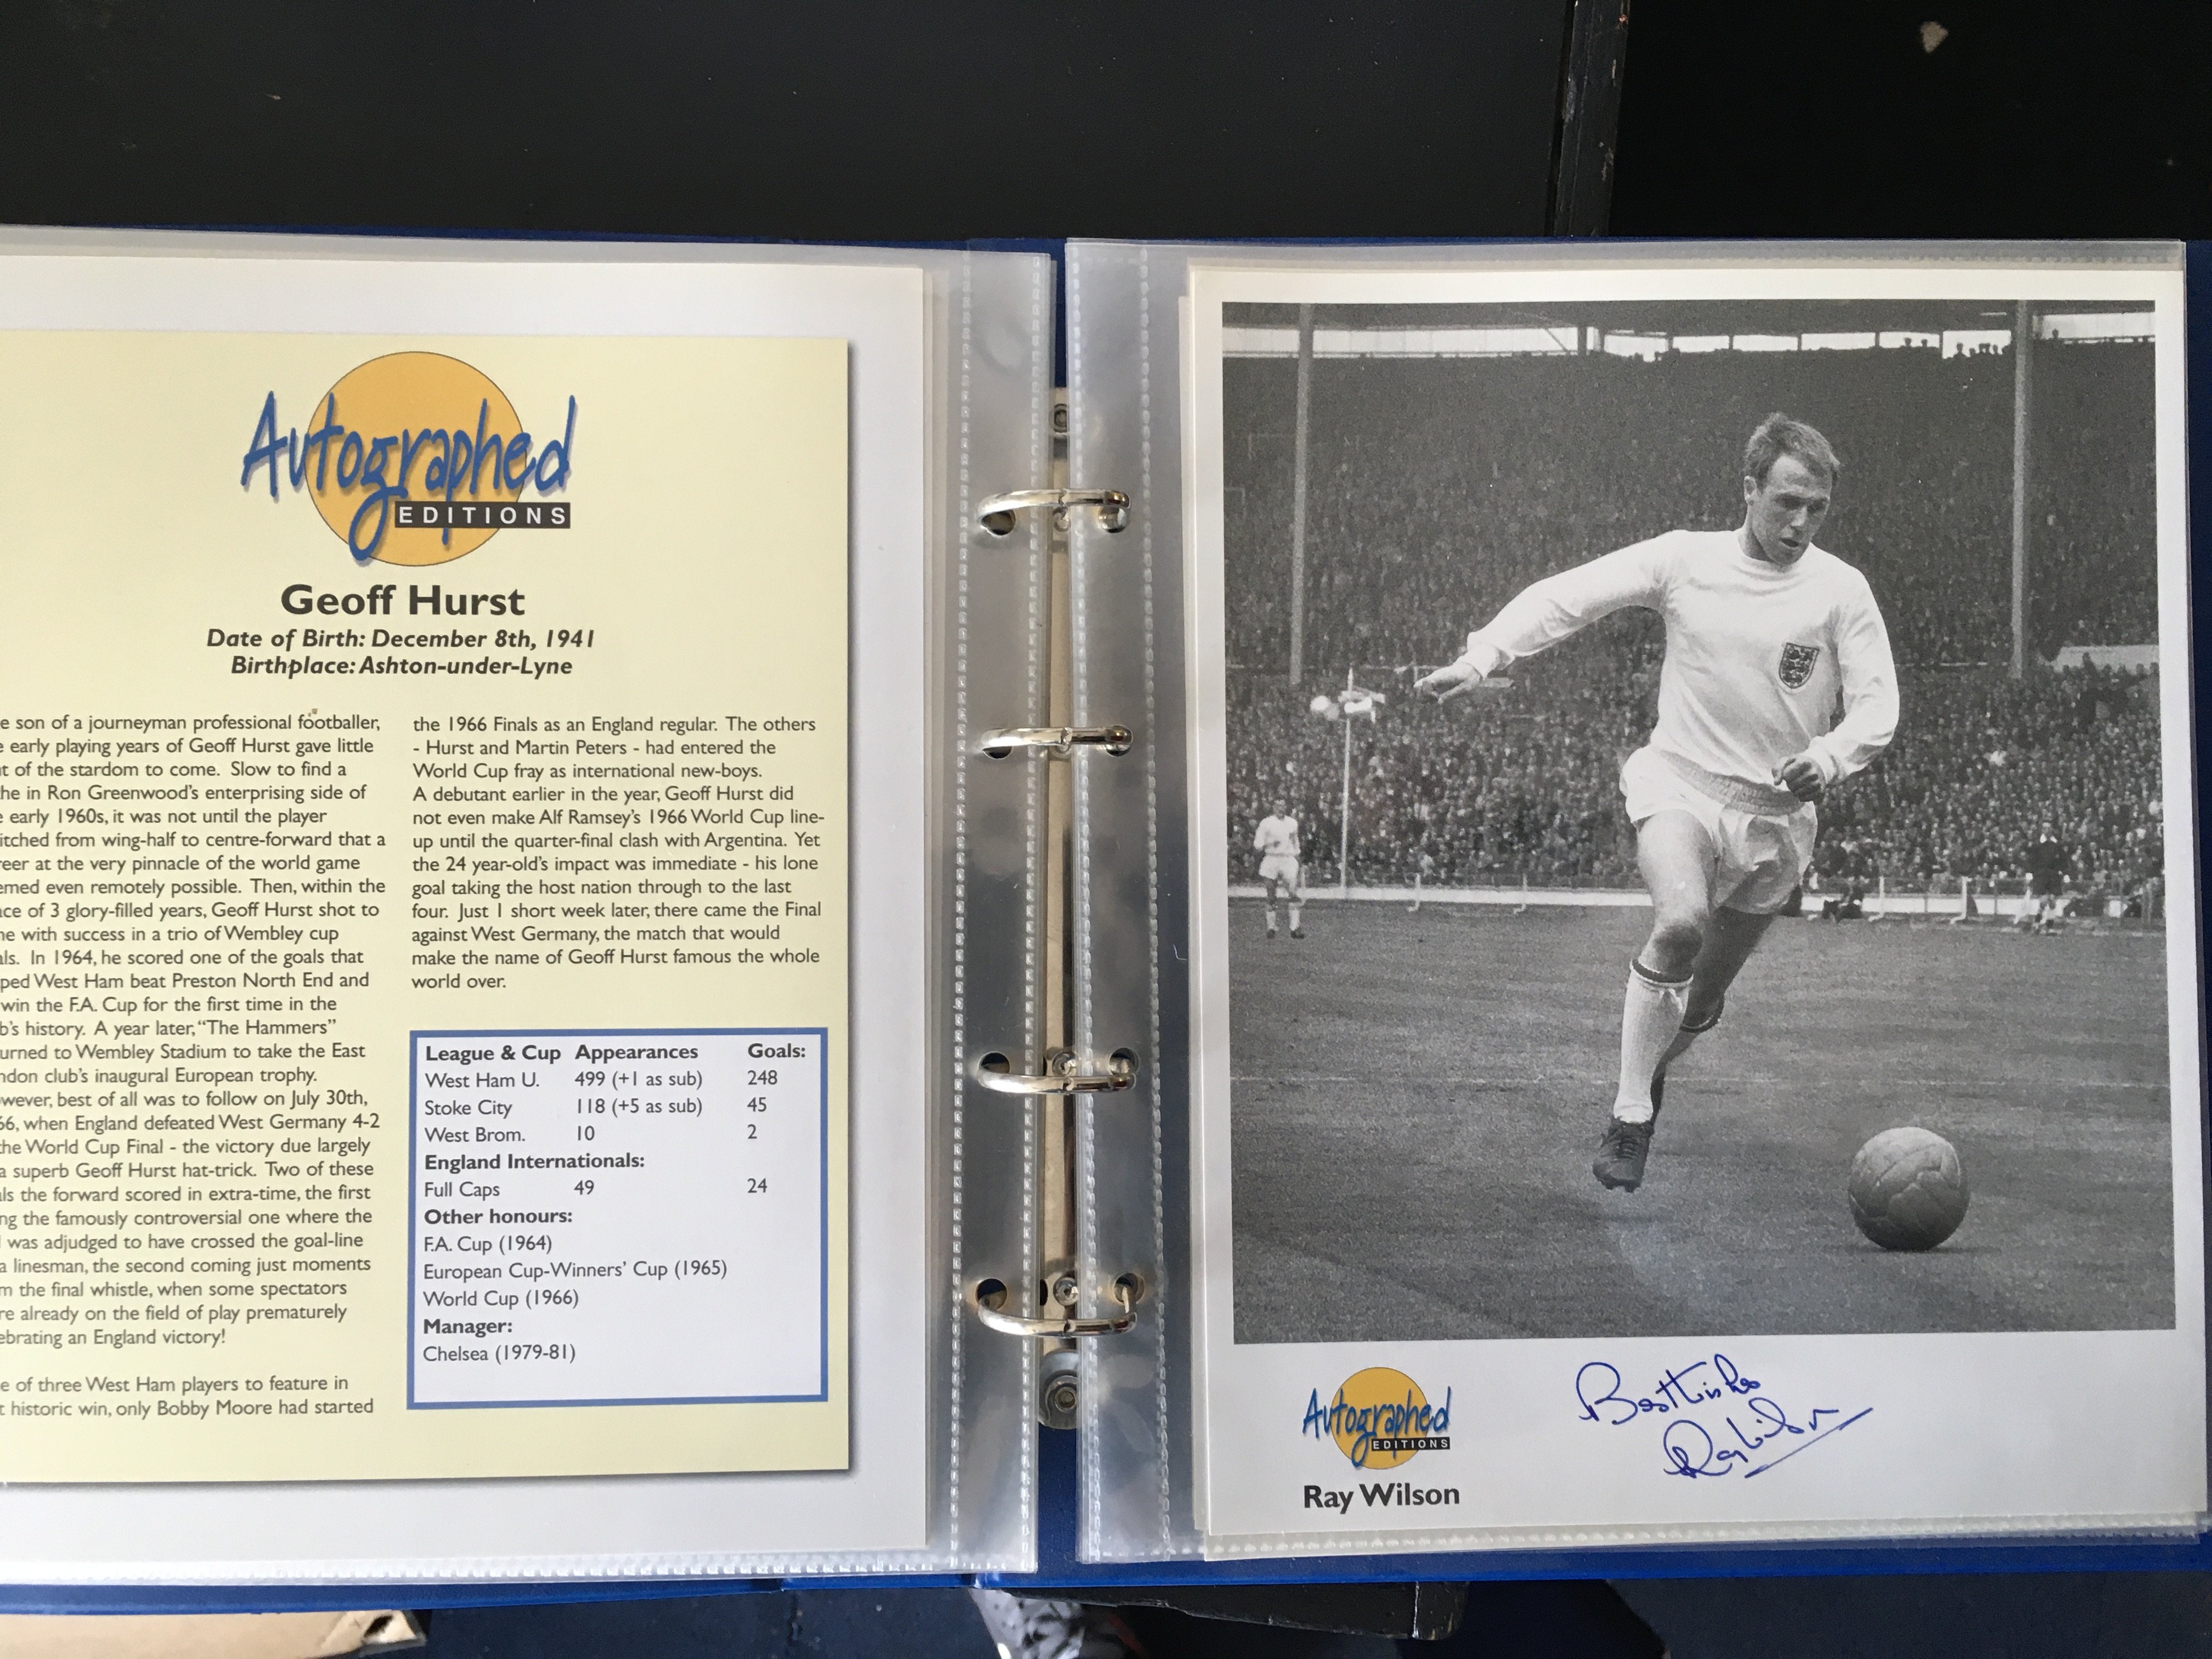 Autographed
EDITIONS
Geoff Hurst
Date of Birth: December 8th, 1941
Birthplace: Ashton-under-Lyne
son of a journeyman professional footballer,
early playing years of Geoff Hurst gave little
of the stardom to come. Slow to find a
in Ron Greenwood's enterprising side of
early 1960s, it was not until the player
from wing-half to centre-forward that a
at the very pinnacle of the world game
even remotely possible. Then, within the
of 3 glory-filled years, Geoff Hurst shot to
with success in a trio of Wembley cup
In 1964, he scored one of the goals that
West Ham beat Preston North End and
win the F.A. Cup for the first time in the
history. A year later, "The Hammers"
to Wembley Stadium to take the East
club's inaugural European trophy.
best of all was to follow on July 30th,
when England defeated West Germany 4-2
the World Cup Final - the victory due largely
a superb Geoff Hurst hat-trick. Two of these
the forward scored in extra-time, the first
the famously controversial one where the
was adjudged to have crossed the goal-line
a linesman, the second coming just moments
the final whistle, when some spectators
already on the field of play prematurely
an England victory!
of three West Ham players to feature in
historic win, only Bobby Moore had started
the 1966 Finals as an England regular. The others
- Hurst and Martin Peters - had entered the
World Cup fray as international new-boys.
A debutant earlier in the year, Geoff Hurst did
not even make Alf Ramsey's 1966 World Cup line-
up until the quarter-final clash with Argentina. Yet
the 24 year-old's impact was immediate - his lone
goal taking the host nation through to the last
four. Just 1 short week later, there came the Final
against West Germany, the match that would
make the name of Geoff Hurst famous the whole
world over.
League & Cup Appearances Goals:
West Ham U. 499 (+1 as sub) 248
Stoke City 118 (+5 as sub) 45
West Brom. 10 2
England Internationals:
Full Caps 49 24
Other honours:
F.A. Cup (1964)
European Cup-Winners' Cup (1965)
World Cup (1966)
Manager:
Chelsea (1979-81)
Autographed
EDITIONS
Ray Wilson
Best Wishes
Ray Wilson